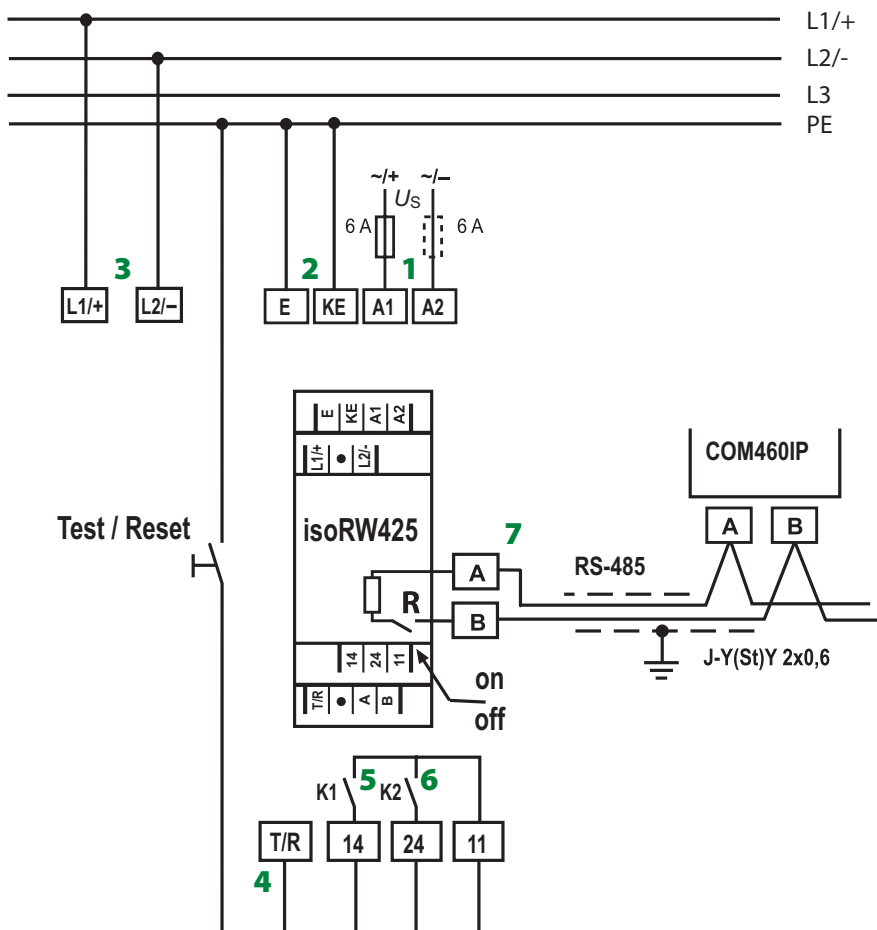 L1/+
L2/-
L3
PE
~/+ ~/–
US
6 A 6 A
3 2 1
L1/+ L2/– E KE A1 A2
E KE A1 A2
L1/+ • L2/-
COM460IP
Test / Reset isoRW425 7 A B
A RS-485
R B
14 24 11 J-Y(St)Y 2x0,6
on
T/R • A B off
K1 5 K2 6
T/R 14 24 11
4